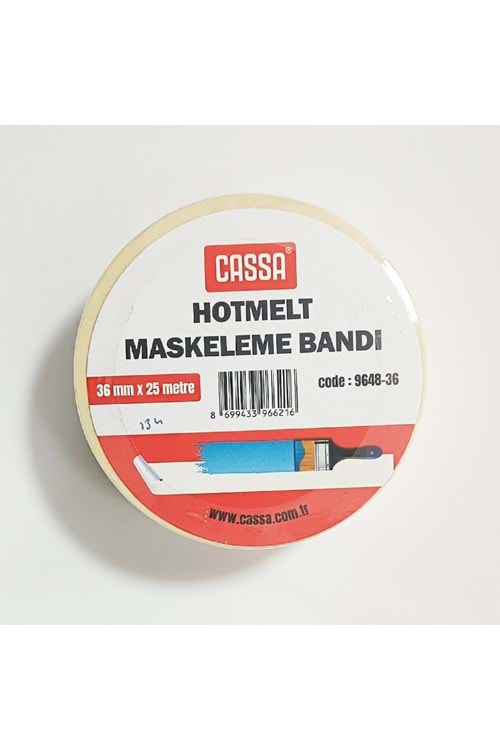 CASSA®
HOTMELT
MASKELEME BANDI
36 mm x 25 metre
code : 9648-36
8 699433 966216
www.cassa.com.tr